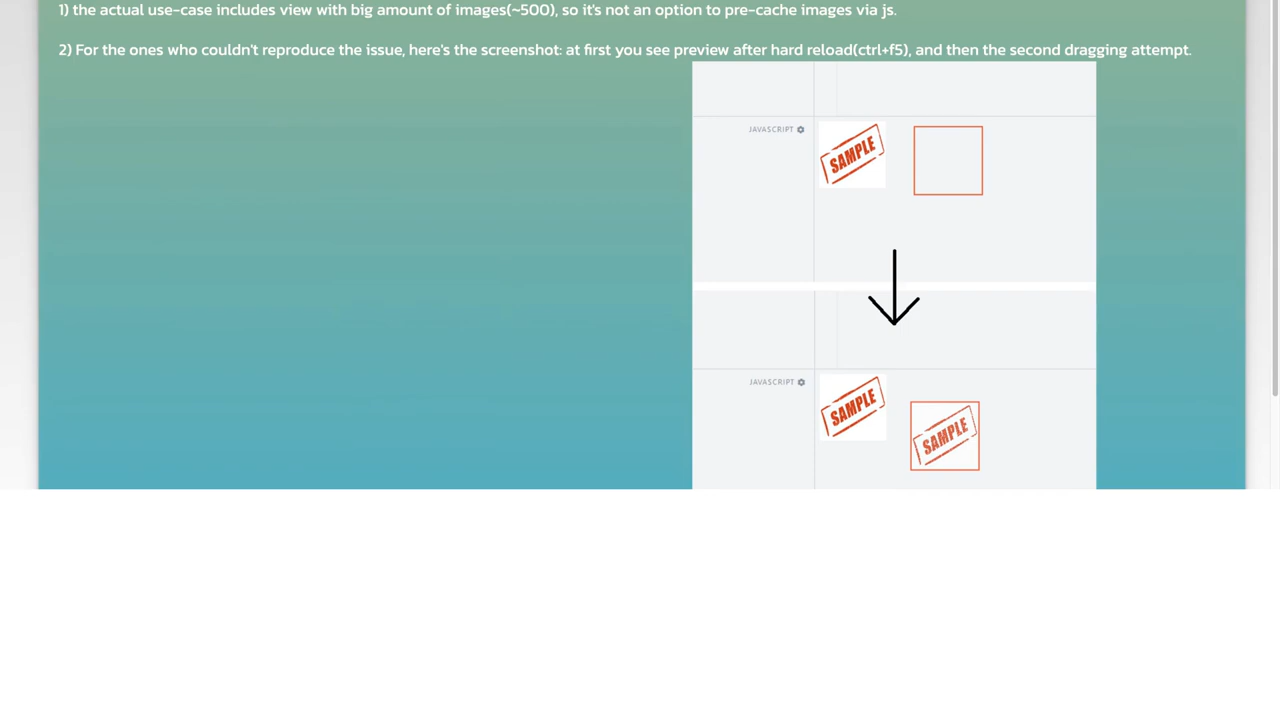 1) the actual use-case includes view with big amount of images(~500), so it's not an option to pre-cache images via js.
2) For the ones who couldn't reproduce the issue, here's the screenshot: at first you see preview after hard reload(ctrl+f5), and then the second dragging attempt.
JAVASCRIPT
SAMPLE
JAVASCRIPT
SAMPLE
SAMPLE